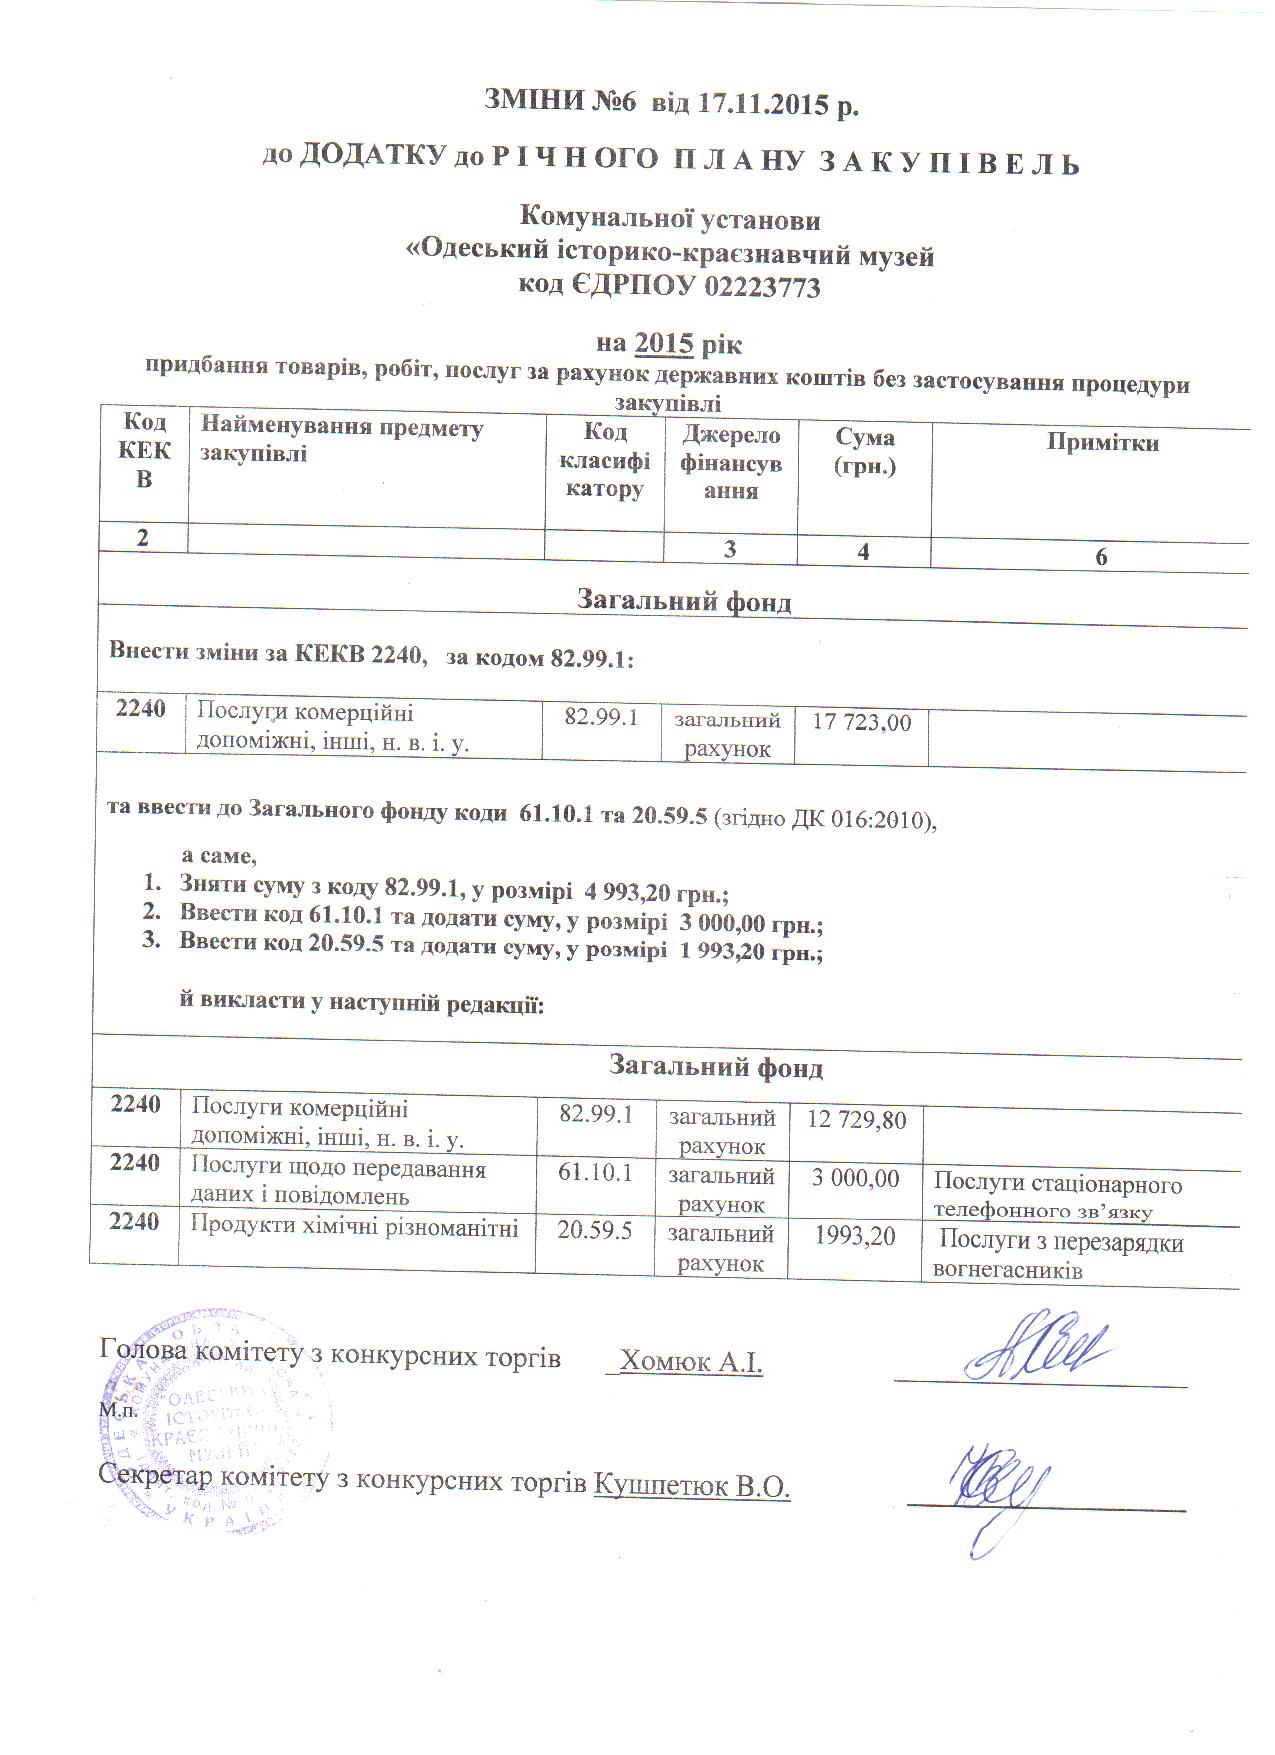 ЗМІНИ №6 від 17.11.2015 р.
до ДОДАТКУ до Р І Ч Н ОГО П Л А НУ З А К У П І В Е Л Ь
Комунальної установи
«Одеський історико-краєзнавчий музей
код ЄДРПОУ 02223773
на 2015 рік
придбання товарів, робіт, послуг за рахунок державних коштів без застосування процедури
закупівлі
Код КЕК В
Найменування предмету закупівлі
Код класифі катору
Джерело фінансув ання
Сума (грн.)
Примітки
2 3 4 6
Загальний фонд
Внести зміни за КЕКВ 2240, за кодом 82.99.1:
2240 Послуги комерційні 82.99.1 загальний 17 723,00
допоміжні, інші, н. в. і. у. рахунок
та ввести до Загального фонду коди 61.10.1 та 20.59.5 (згідно ДК 016:2010),
а саме,
1. Зняти суму з коду 82.99.1, у розмірі 4 993,20 грн.;
2. Ввести код 61.10.1 та додати суму, у розмірі 3 000,00 грн.;
3. Ввести код 20.59.5 та додати суму, у розмірі 1 993,20 грн.;
й викласти у наступній редакції:
Загальний фонд
2240 Послуги комерційні 82.99.1 загальний 12 729,80
допоміжні, інші, н. в. і. у. рахунок
2240 Послуги щодо передавання 61.10.1 загальний 3 000,00 Послуги стаціонарного
даних і повідомлень рахунок телефонного зв’язку
2240 Продукти хімічні різноманітні 20.59.5 загальний 1993,20 Послуги з перезарядки
рахунок вогнегасників
Голова комітету з конкурсних торгів _Хомюк А.І.
М.п.
Секретар комітету з конкурсних торгів Кушпетюк В.О.